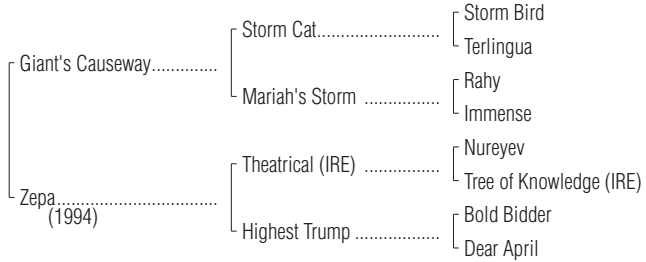 Storm Bird
Storm Cat..............................
Terlingua
Giant's Causeway..............
Rahy
Mariah's Storm ..................
Immense
Nureyev
Theatrical (IRE) ..................
Tree of Knowledge (IRE)
Zepa.......................................
(1994)
Bold Bidder
Highest Trump ....................
Dear April